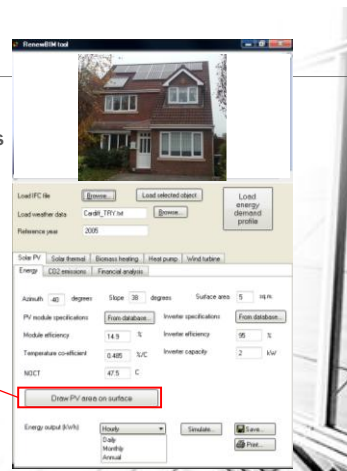 RenewBIM tool
s
Load IFC file Browse... Load selected object
Load energy demand profile
Load weather data Cardiff_TRY.txt Browse...
Reference year 2005
Solar PV Solar thermal Biomass heating Heat pump Wind turbine
Energy CO2 emissions Financial analysis
Azimuth 40 degrees Slope 38 degrees Surface area 5 sq.m.
PV module specifications From database... Inverter specifications From database...
Module efficiency 14.9 % Inverter efficiency 95 %
Temperature co-efficient 0.485 %/C Inverter capacity 2 kW
NOCT 47.5 C
Draw PV area on surface
Energy output (kWh) Hourly Simulate... Save...
Daily
Monthly Print...
Annual